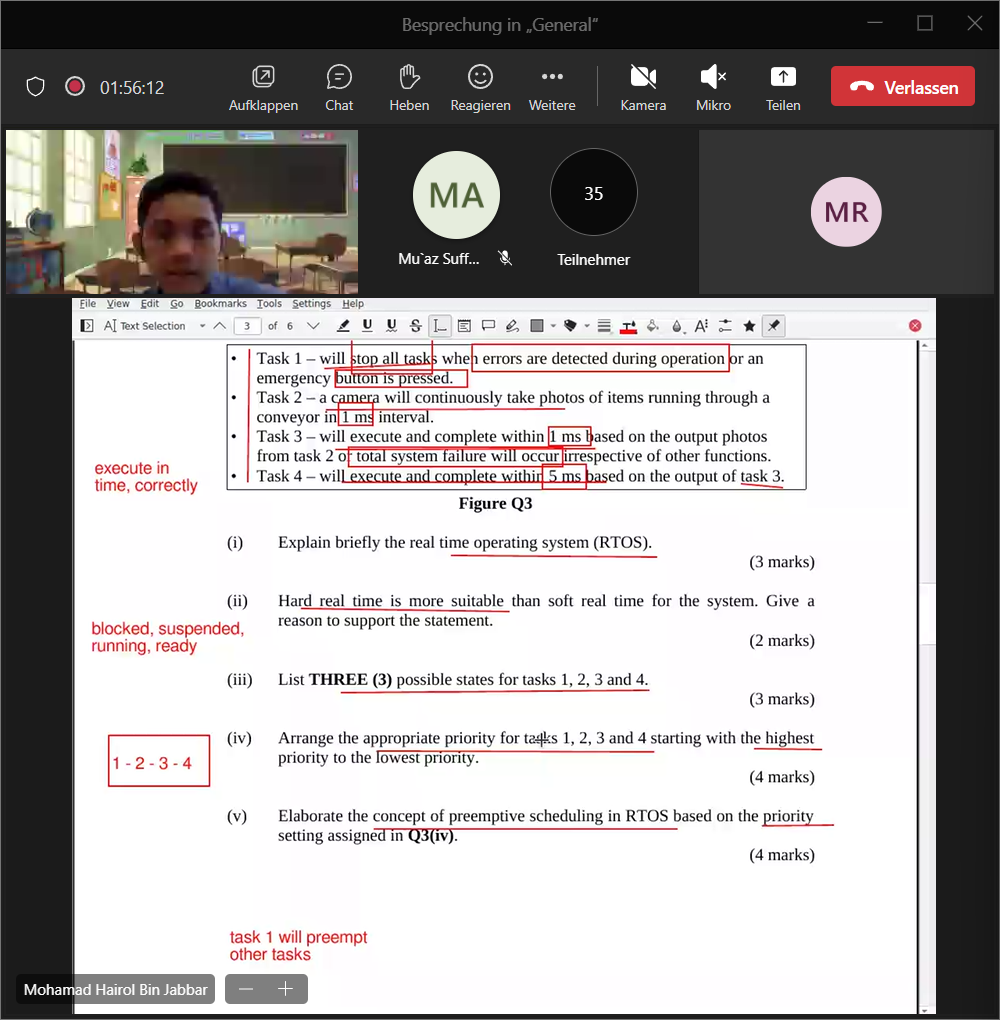 Besprechung in „General“
01:56:12
Aufklappen
Chat
Heben
Reagieren
Weitere
Kamera
Mikro
Teilen
Verlassen
MA
35
MR
Mu`az Suff...
Teilnehmer
File View Edit Go Bookmarks Tools Settings Help
Text Selection 3 of 6
• Task 1 – will stop all tasks when errors are detected during operation or an
emergency button is pressed.
• Task 2 – a camera will continuously take photos of items running through a
conveyor in 1 ms interval.
• Task 3 – will execute and complete within 1 ms based on the output photos
from task 2 or total system failure will occur irrespective of other functions.
• Task 4 – will execute and complete within 5 ms based on the output of task 3.
execute in
time, correctly
Figure Q3
(i) Explain briefly the real time operating system (RTOS).
(3 marks)
(ii) Hard real time is more suitable than soft real time for the system. Give a
reason to support the statement.
(2 marks)
blocked, suspended,
running, ready
(iii) List THREE (3) possible states for tasks 1, 2, 3 and 4.
(3 marks)
(iv) Arrange the appropriate priority for tasks 1, 2, 3 and 4 starting with the highest
priority to the lowest priority.
(4 marks)
1 - 2 - 3 - 4
(v) Elaborate the concept of preemptive scheduling in RTOS based on the priority
setting assigned in Q3(iv).
(4 marks)
task 1 will preempt
other tasks
Mohamad Hairol Bin Jabbar